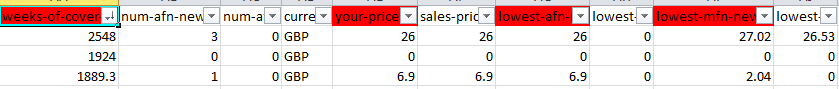 weeks-of-cover num-afn-new num-a curre your-price sales-pric lowest-afn- lowest- lowest-mfn-new lowest-
2548 3 0 GBP 26 26 26 0 27.02 26.53
1924 0 0 GBP 0 0 0 0 0 0
1889.3 1 0 GBP 6.9 6.9 6.9 0 2.04 0